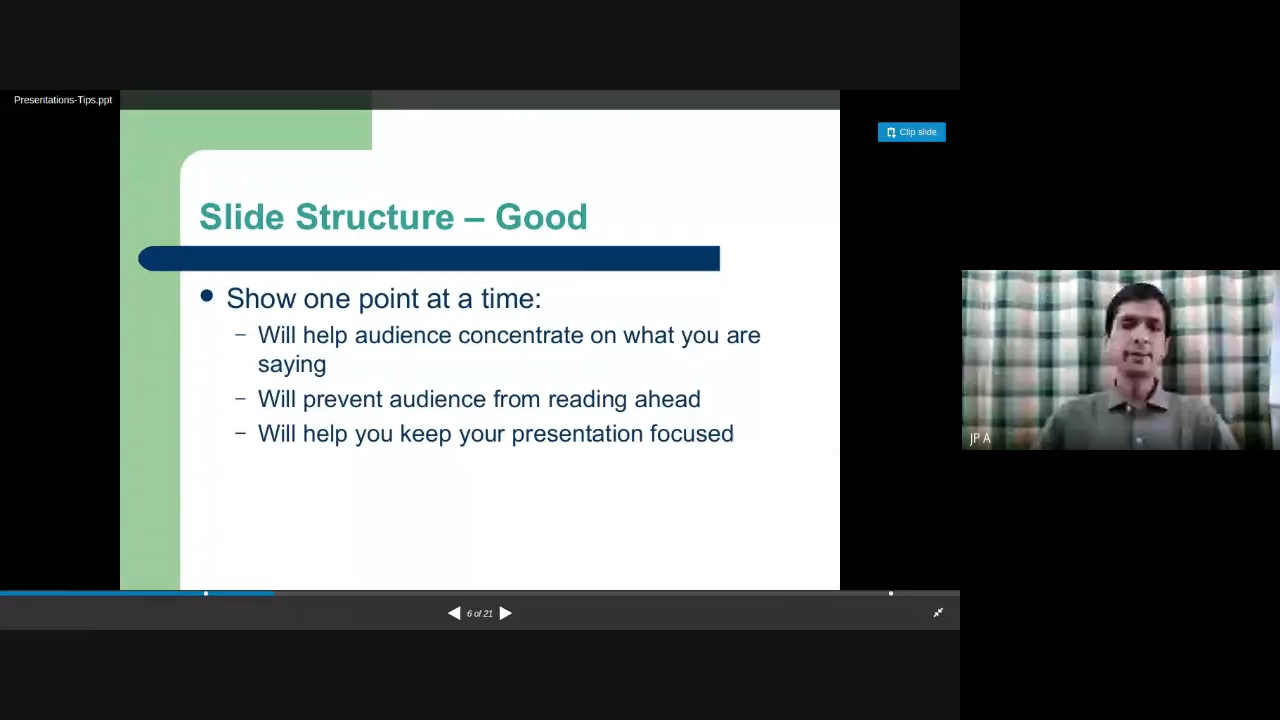 Presentations-Tips.ppt
Clip slide
Slide Structure – Good
Show one point at a time:
– Will help audience concentrate on what you are
saying
– Will prevent audience from reading ahead
– Will help you keep your presentation focused
JP A
6 of 21